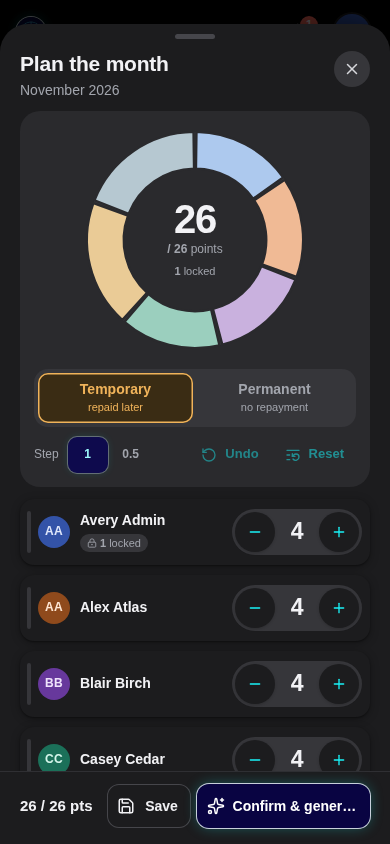 Plan the month
November 2026
26
/ 26 points
1 locked
Temporary
repaid later
Permanent
no repayment
Step 1 0.5 Undo Reset
AA Avery Admin
1 locked
4
AA Alex Atlas 4
BB Blair Birch 4
CC Casey Cedar 4
26 / 26 pts Save Confirm & gener…